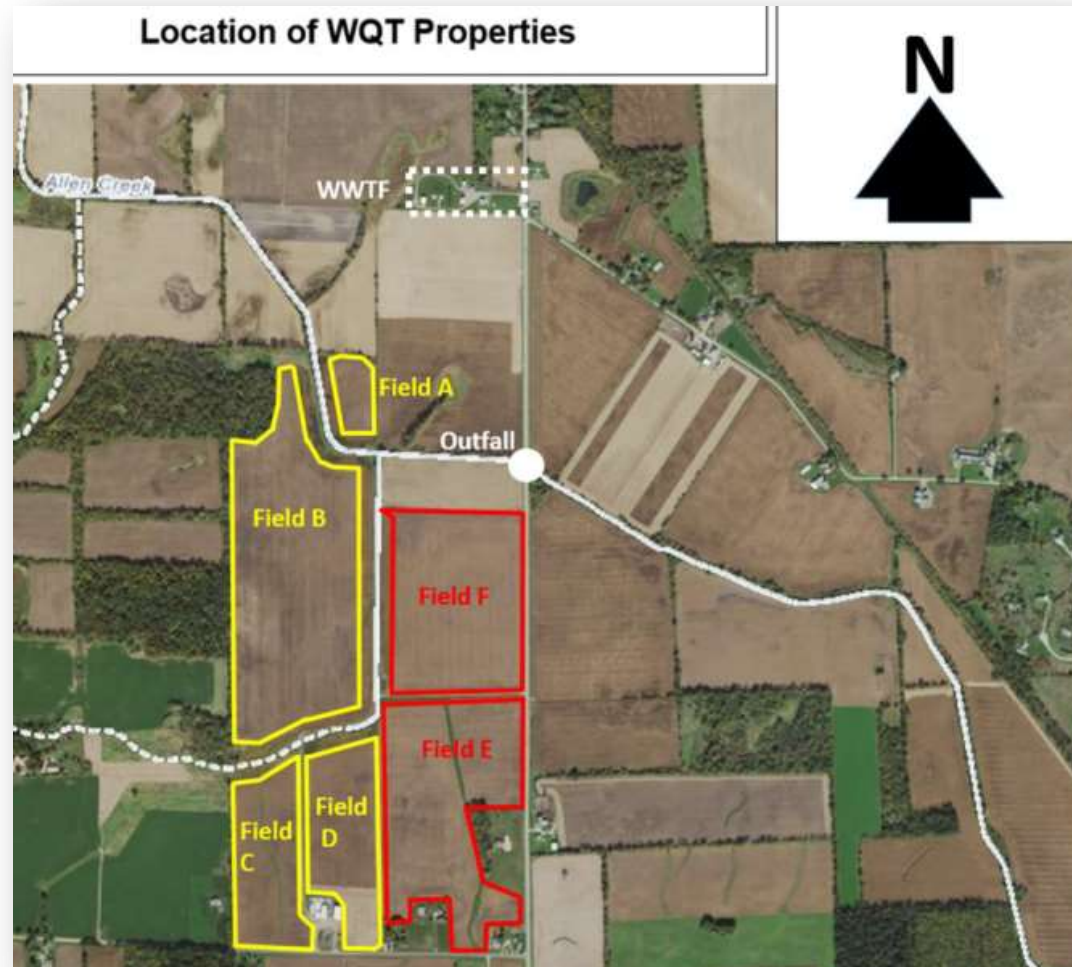 Location of WQT Properties
N
Allen Creek
WWTF
Field A
Outfall
Field B
Field F
Field E
Field
D
Field
C